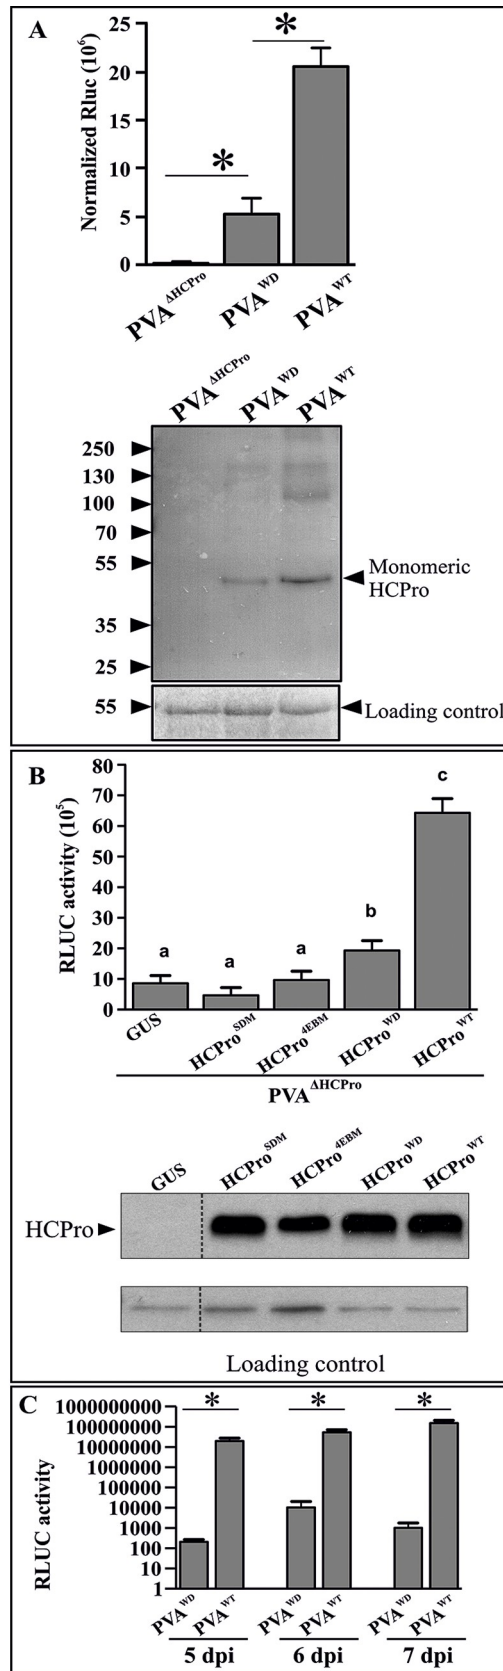 A
Normalized Rluc (10⁶)
25
20
15
10
5
0
*
*
PVA^ΔHCPro
PVA^WD
PVA^WT
PVA^ΔHCPro
PVA^WD
PVA^WT
250
130
100
70
55
35
25
Monomeric
HCPro
55
Loading control
B
RLUC activity (10⁵)
80
70
60
50
40
30
20
10
0
a
a
a
b
c
GUS
HCPro^SDM
HCPro^4EBM
HCPro^WD
HCPro^WT
PVA^ΔHCPro
GUS
HCPro^SDM
HCPro^4EBM
HCPro^WD
HCPro^WT
HCPro
Loading control
C
RLUC activity
1000000000
100000000
10000000
1000000
100000
10000
1000
100
10
1
*
*
*
PVA^WD
PVA^WT
PVA^WD
PVA^WT
PVA^WD
PVA^WT
5 dpi
6 dpi
7 dpi